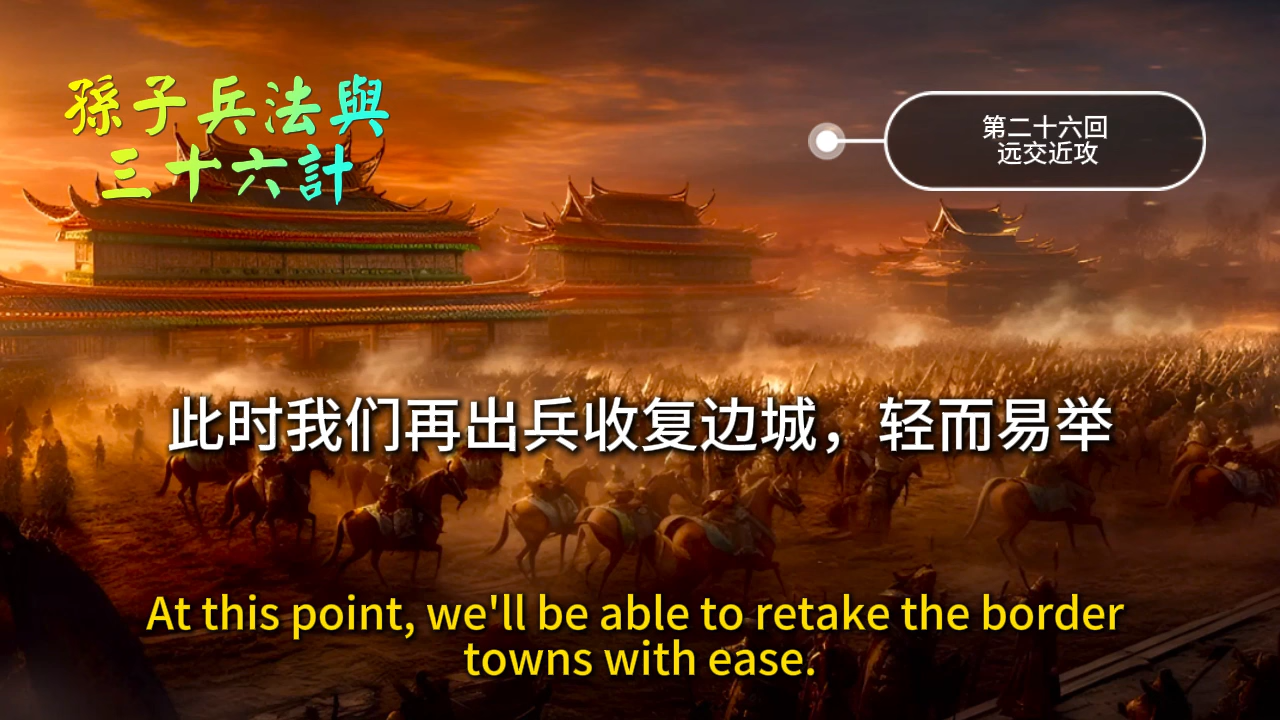 孫子兵法與
三十六計
第二十六回
远交近攻
此时我们再出兵收复边城，轻而易举
At this point, we'll be able to retake the border
towns with ease.